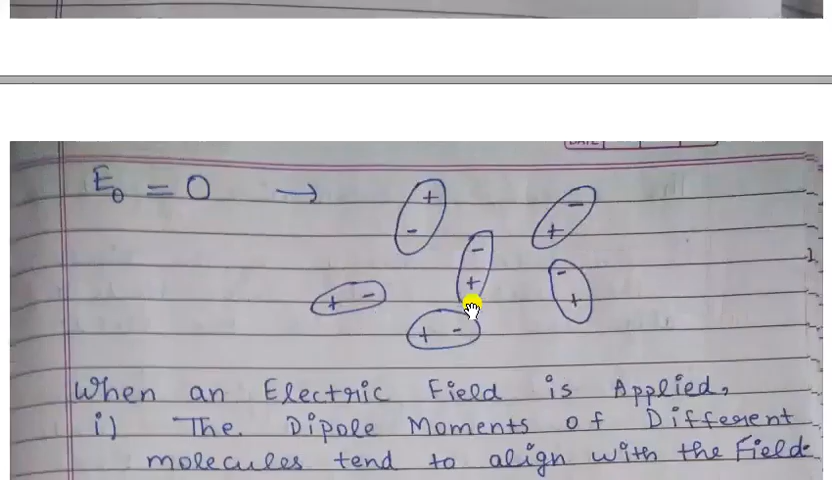 DATE
E₀ = 0 →
+ -
- +
- +
- +
+ -
+ -
When an Electric Field is Applied,
i) The Dipole Moments of Different
molecules tend to align with the Field.